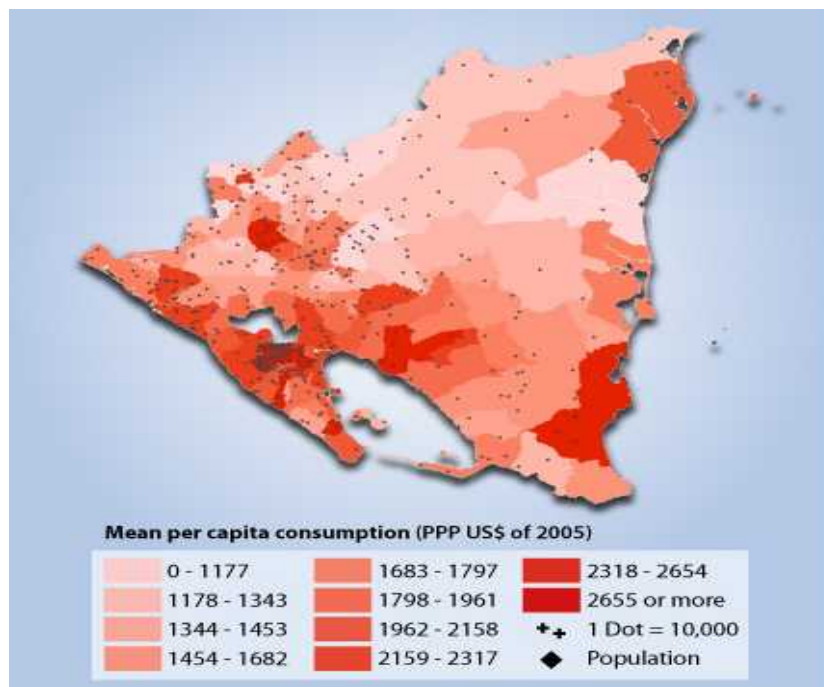 Mean per capita consumption (PPP US$ of 2005)
0 - 1177
1178 - 1343
1344 - 1453
1454 - 1682
1683 - 1797
1798 - 1961
1962 - 2158
2159 - 2317
2318 - 2654
2655 or more
1 Dot = 10,000
Population